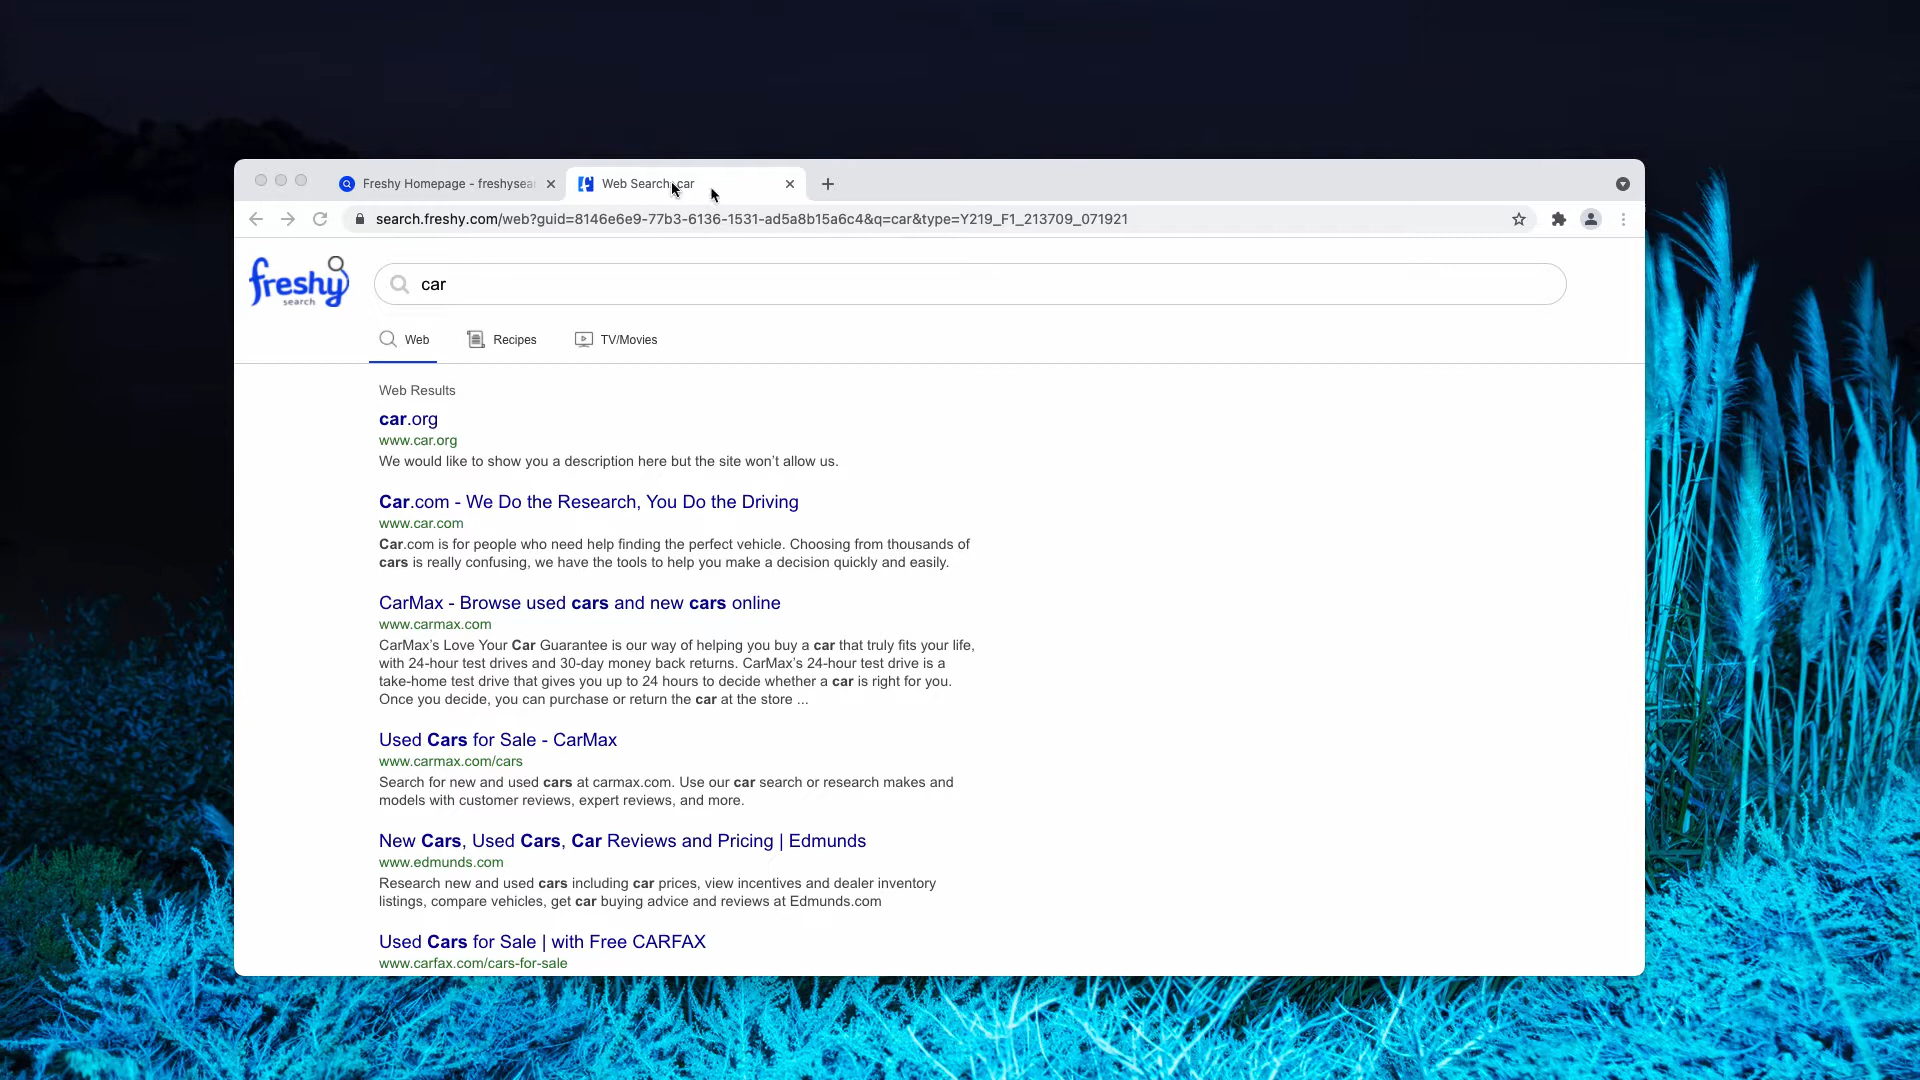 Freshy Homepage - freshysear
Web Search car
search.freshy.com/web?guid=8146e6e9-77b3-6136-1531-ad5a8b15a6c4&q=car&type=Y219_F1_213709_071921
freshy
search
car
Web
Recipes
TV/Movies
Web Results
car.org
www.car.org
We would like to show you a description here but the site won’t allow us.
Car.com - We Do the Research, You Do the Driving
www.car.com
Car.com is for people who need help finding the perfect vehicle. Choosing from thousands of
cars is really confusing, we have the tools to help you make a decision quickly and easily.
CarMax - Browse used cars and new cars online
www.carmax.com
CarMax’s Love Your Car Guarantee is our way of helping you buy a car that truly fits your life,
with 24-hour test drives and 30-day money back returns. CarMax’s 24-hour test drive is a
take-home test drive that gives you up to 24 hours to decide whether a car is right for you.
Once you decide, you can purchase or return the car at the store ...
Used Cars for Sale - CarMax
www.carmax.com/cars
Search for new and used cars at carmax.com. Use our car search or research makes and
models with customer reviews, expert reviews, and more.
New Cars, Used Cars, Car Reviews and Pricing | Edmunds
www.edmunds.com
Research new and used cars including car prices, view incentives and dealer inventory
listings, compare vehicles, get car buying advice and reviews at Edmunds.com
Used Cars for Sale | with Free CARFAX
www.carfax.com/cars-for-sale